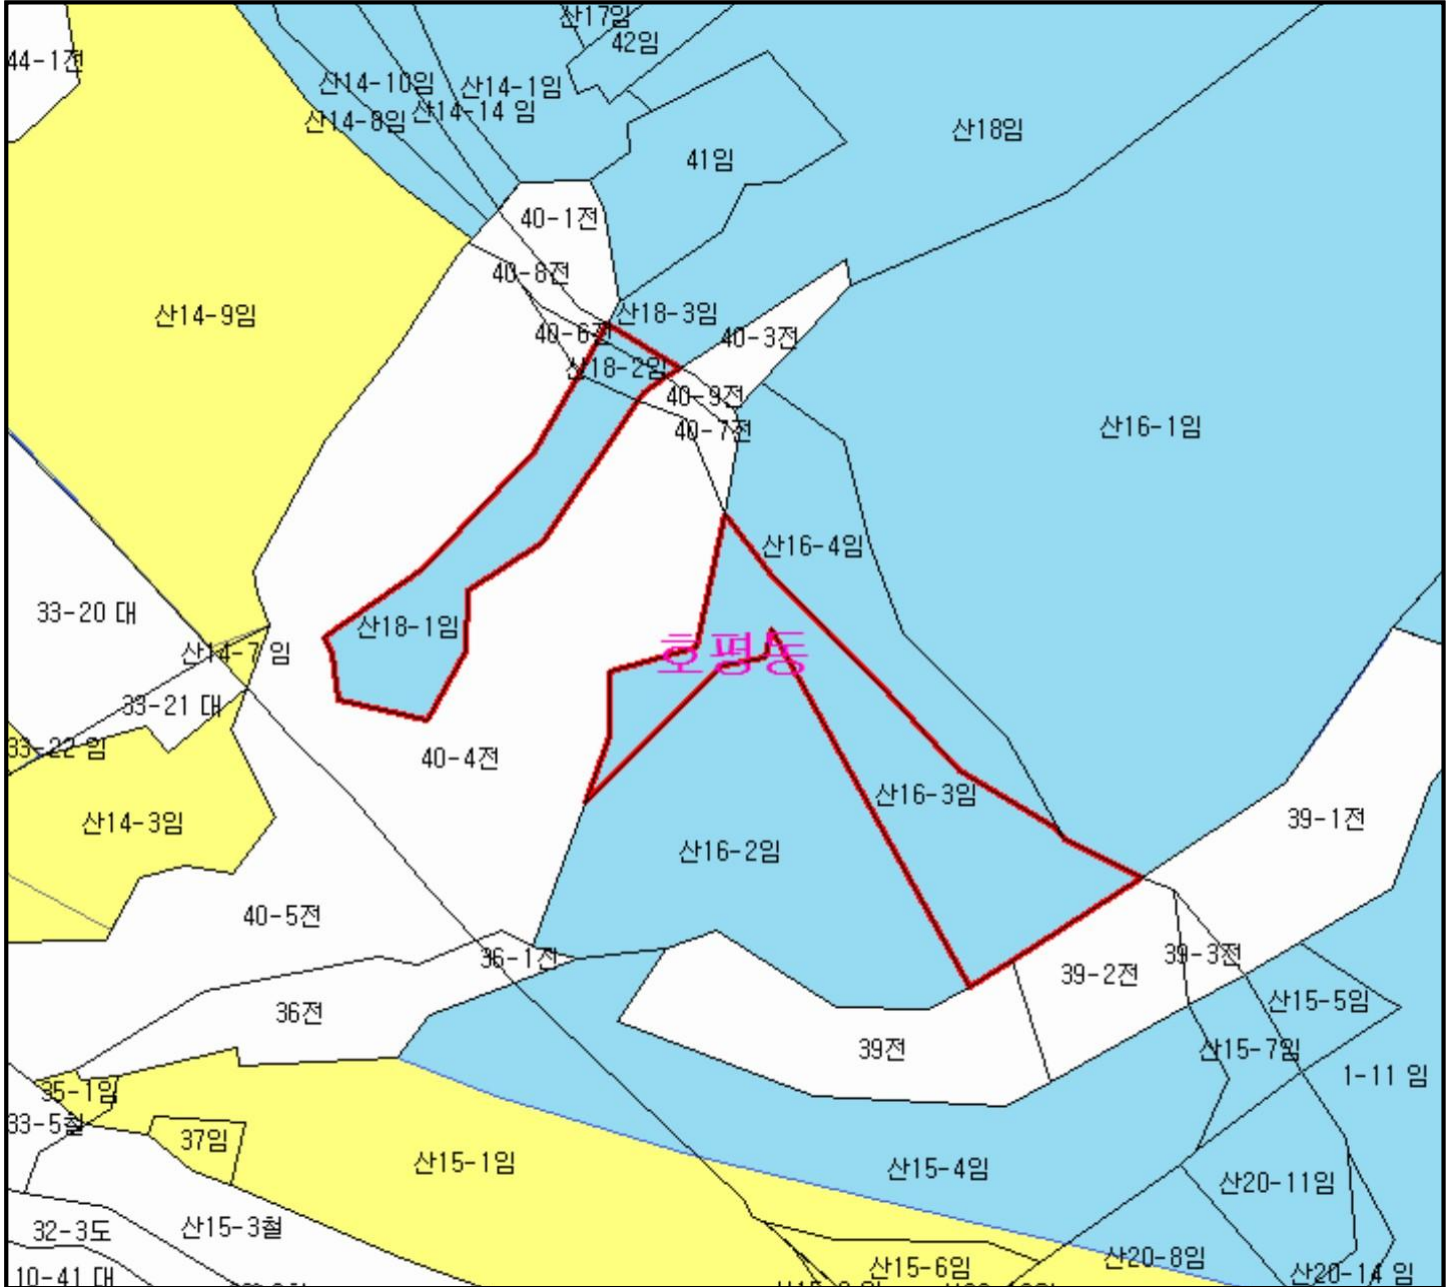 산17임
42임
44-1전
산14-10임
산14-1임
산14-14 임
산14-8임
산18임
41임
40-1전
40-8전
산14-9임
산18-3임
40-6전
40-3전
산18-2임
40-9전
40-7전
산16-1임
산16-4임
33-20 대
산18-1임
호평동
산14-7 임
33-21 대
33-22 임
40-4전
산16-3임
39-1전
산14-3임
산16-2임
40-5전
36-1전
39-3전
39-2전
산15-5임
36전
39전
산15-7임
1-11 임
35-1임
33-5철
37임
산15-1임
산15-4임
산20-11임
32-3도
산15-3철
산20-8임
산15-6임
산20-14 임
10-41 대